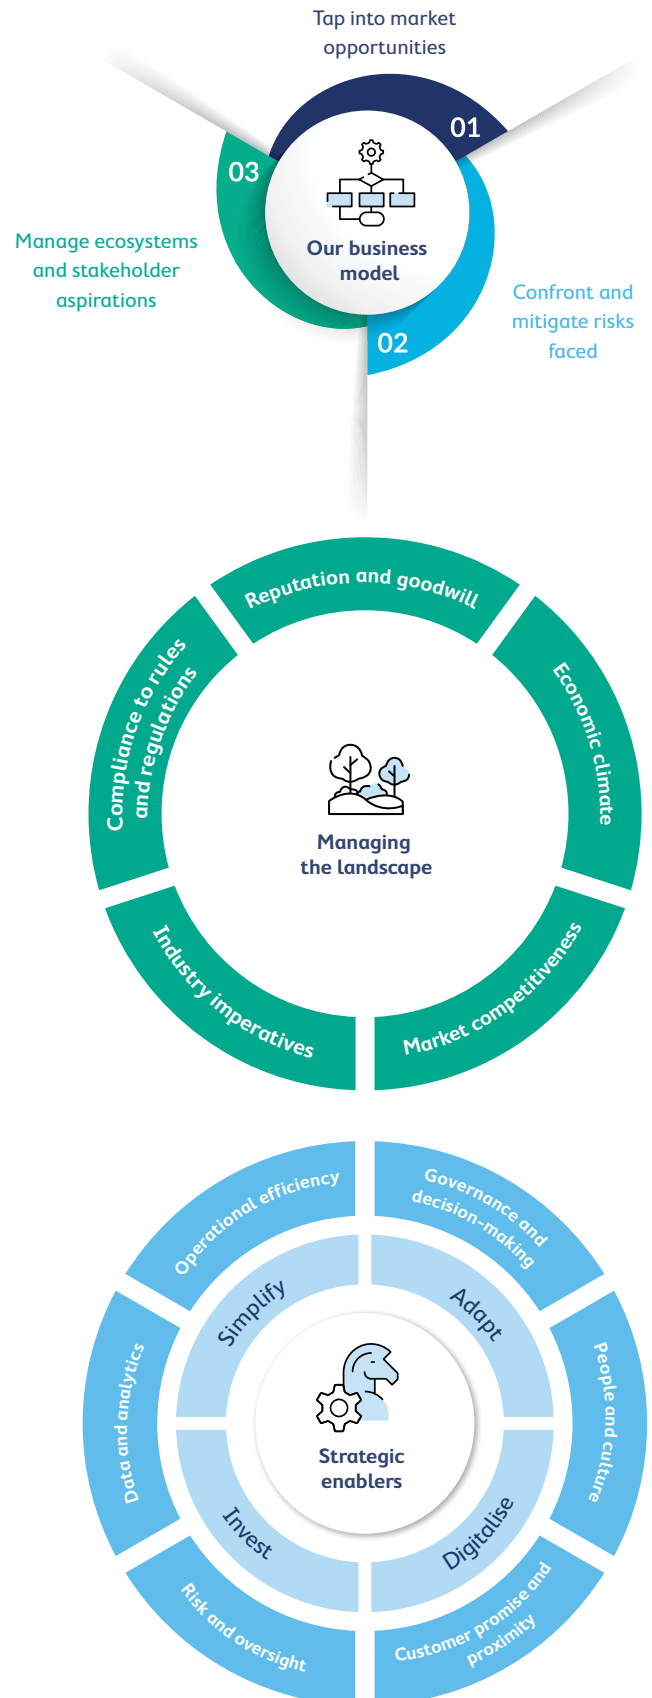 Tap into market
opportunities
01
03
Our business
model
Manage ecosystems
and stakeholder
aspirations
Confront and
mitigate risks
faced
02
Reputation and goodwill
Compliance to rules
and regulations
Economic climate
Managing
the landscape
Industry imperatives
Market competitiveness
Operational efficiency
Governance and
decision-making
Simplify
Adapt
Data and analytics
People and culture
Strategic
enablers
Invest
Digitalise
Risk and oversight
Customer promise and
proximity